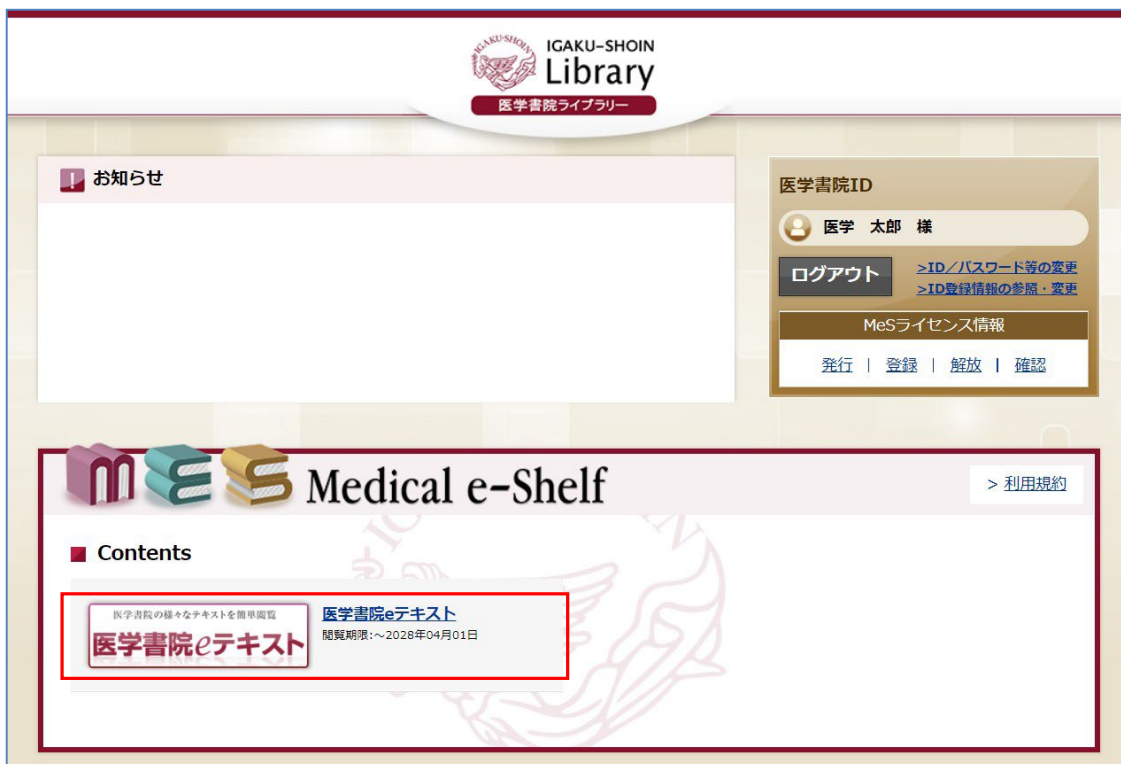 IGAKU-SHOIN
IGAKU-SHOIN
Library
医学書院ライブラリー
お知らせ
医学書院ID
医学 太郎 様
ログアウト
>ID／パスワード等の変更
>ID登録情報の参照・変更
MeSライセンス情報
発行 | 登録 | 解放 | 確認
mes Medical e-Shelf
> 利用規約
Contents
医学書院の様々なテキストを簡単閲覧
医学書院eテキスト
医学書院eテキスト
閲覧期限:～2028年04月01日